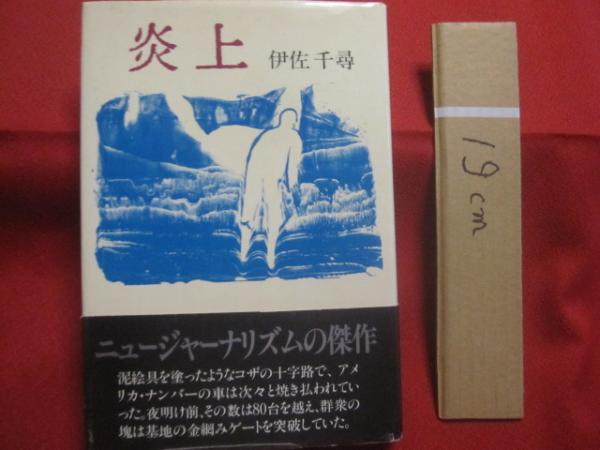 炎上
伊佐千尋
ニュージャーナリズムの傑作
泥絵具を塗ったようなコザの十字路で、アメ
リカ・ナンバーの車は次々と焼き払われてい
った。夜明け前、その数は80台を越え、群衆の
塊は基地の金網みゲートを突破していた。
19cm